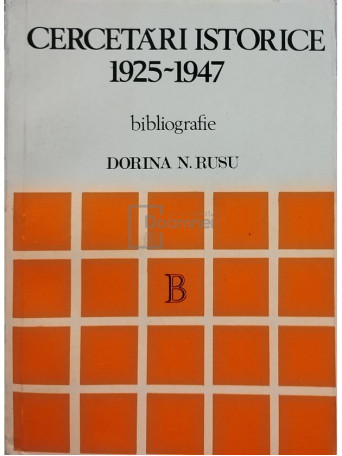 CERCETĂRI ISTORICE
1925-1947
bibliografie
DORINA N. RUSU
B